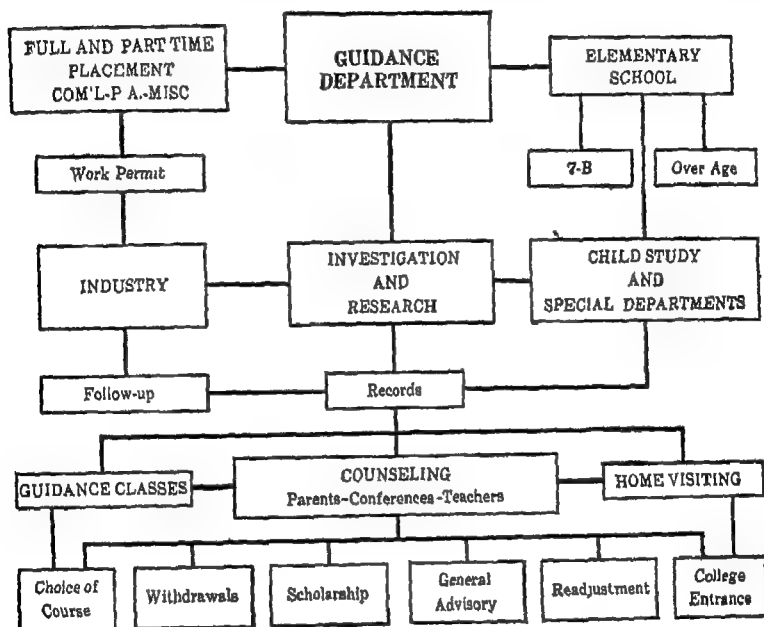 FULL AND PART TIME
PLACEMENT
COM'L-P A.-MISC
GUIDANCE
DEPARTMENT
ELEMENTARY
SCHOOL
Work Permit
7-B
Over Age
INDUSTRY
INVESTIGATION
AND
RESEARCH
CHILD STUDY
AND
SPECIAL DEPARTMENTS
Follow-up
Records
GUIDANCE CLASSES
COUNSELING
Parents-Conferences-Teachers
HOME VISITING
Choice of
Course
Withdrawals
Scholarship
General
Advisory
Readjustment
College
Entrance